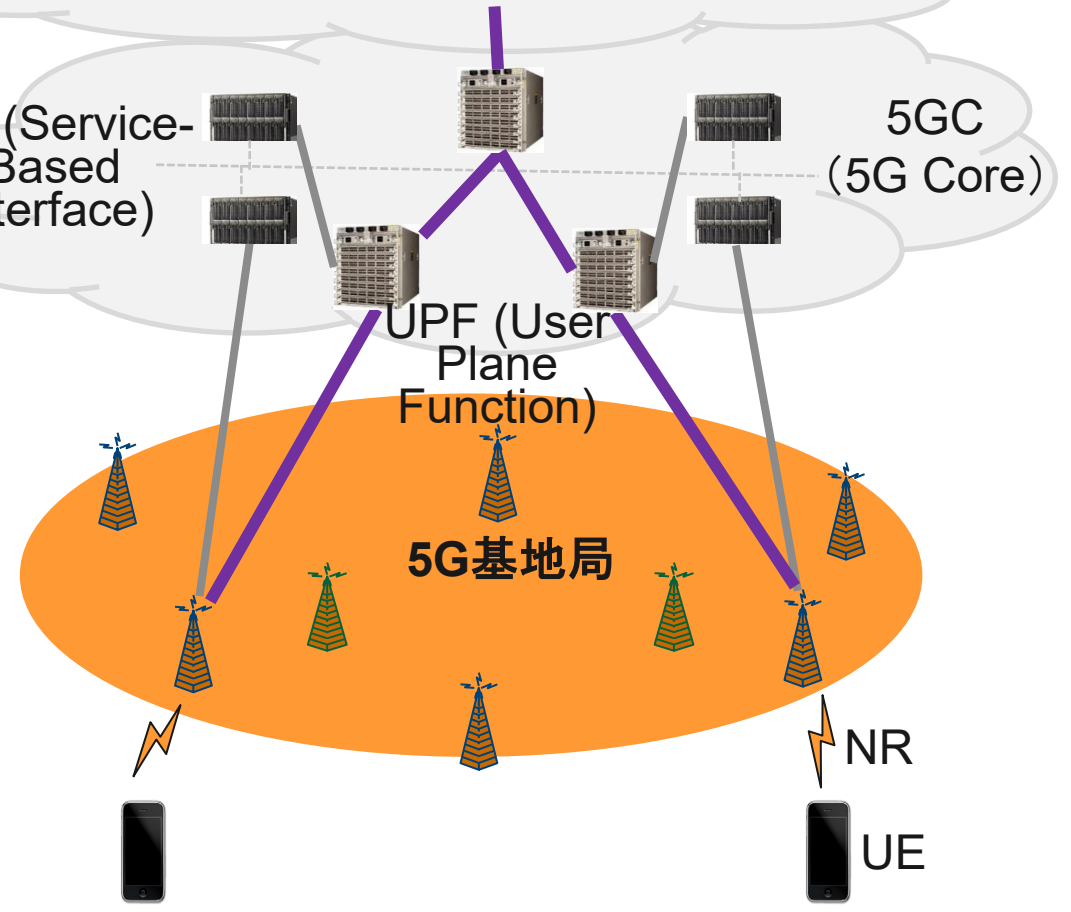 (Service-
Based
terface)
5GC
（5G Core）
UPF (User
Plane
Function)
5G基地局
NR
UE